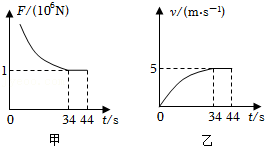 F/(10⁶N)
1
0
34 44 t/s
甲
v/(m·s⁻¹)
5
0
34 44 t/s
乙